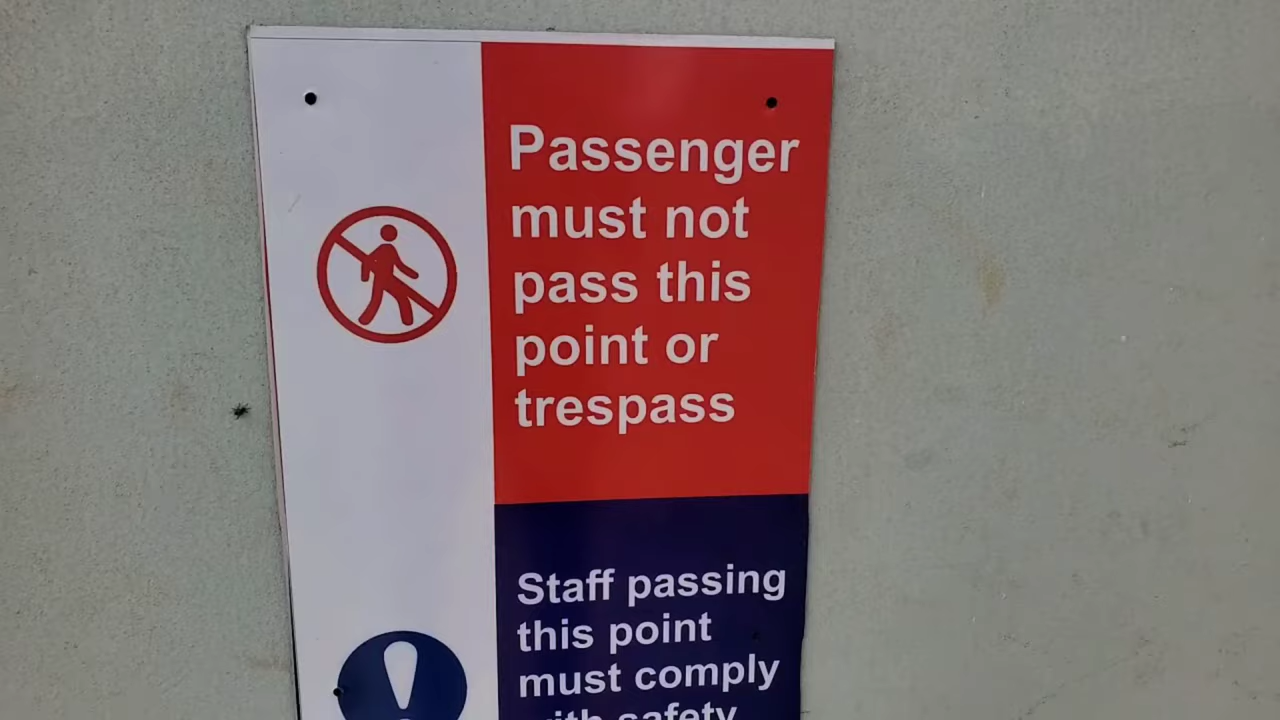 Passenger
must not
pass this
point or
trespass
Staff passing
this point
must comply
with safety